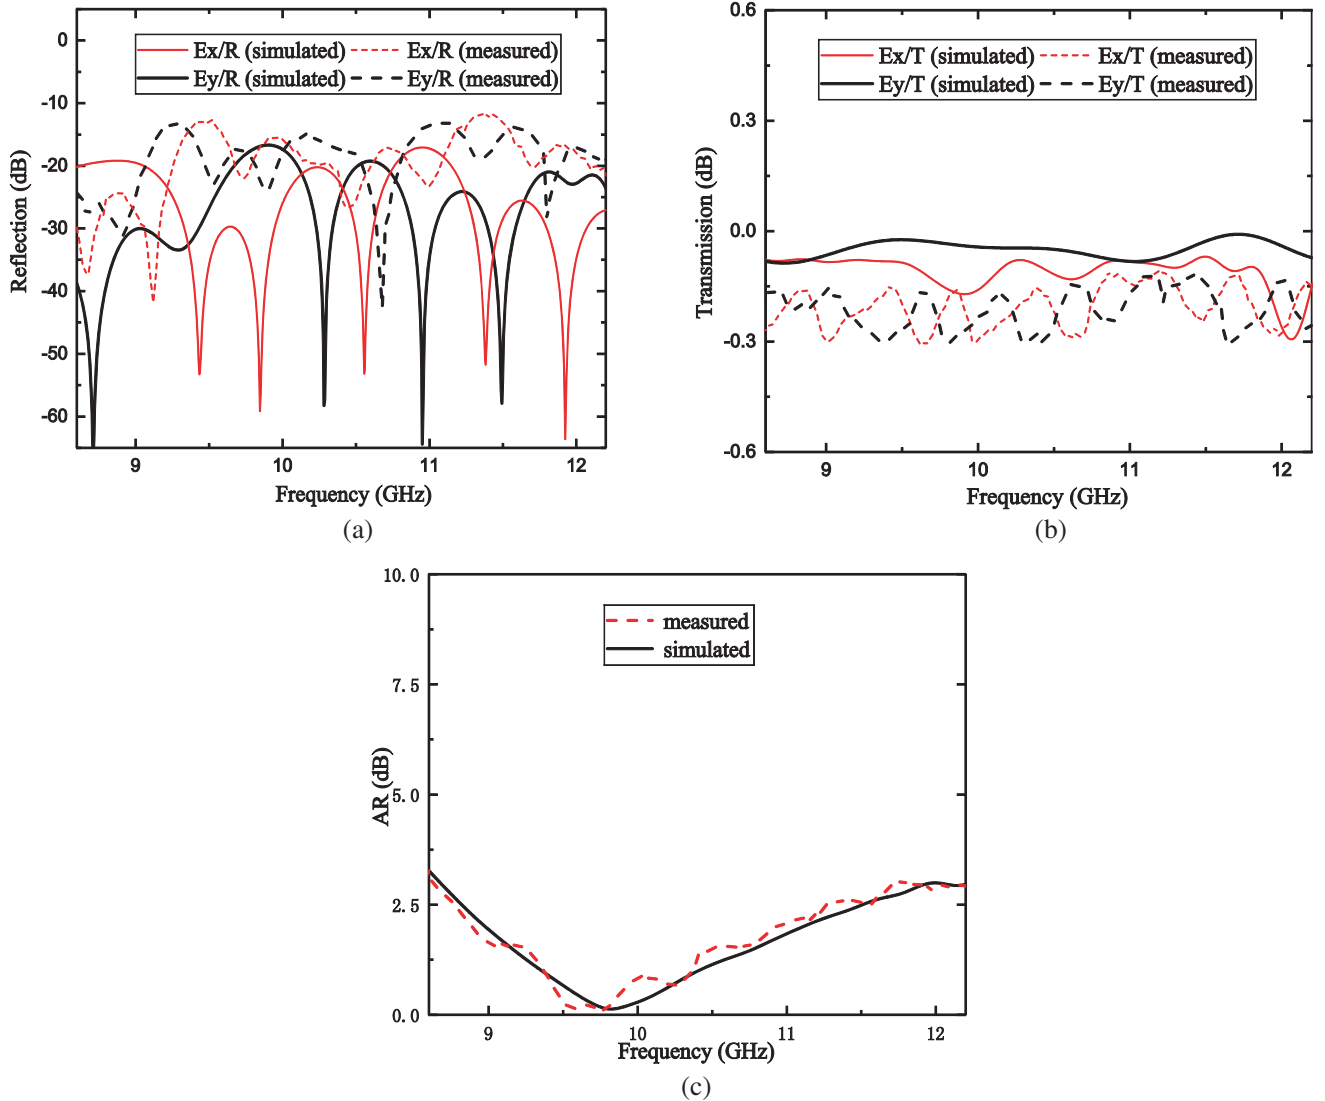 0
-10
-20
-30
-40
-50
-60
Reflection (dB)
Ex/R (simulated) Ex/R (measured)
Ey/R (simulated) Ey/R (measured)
9 10 11 12
Frequency (GHz)
(a)
0.6
0.3
0.0
-0.3
-0.6
Transmission (dB)
Ex/T (simulated) Ex/T (measured)
Ey/T (simulated) Ey/T (measured)
9 10 11 12
Frequency (GHz)
(b)
10.0
7.5
5.0
2.5
0.0
AR (dB)
measured
simulated
9 10 11 12
Frequency (GHz)
(c)